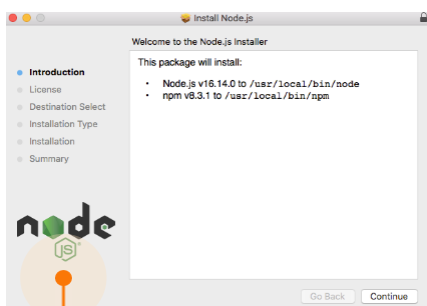 Install Node.js
Welcome to the Node.js Installer
Introduction
License
Destination Select
Installation Type
Installation
Summary
This package will install:
• Node.js v16.14.0 to /usr/local/bin/node
• npm v8.3.1 to /usr/local/bin/npm
node
JS
Go Back
Continue